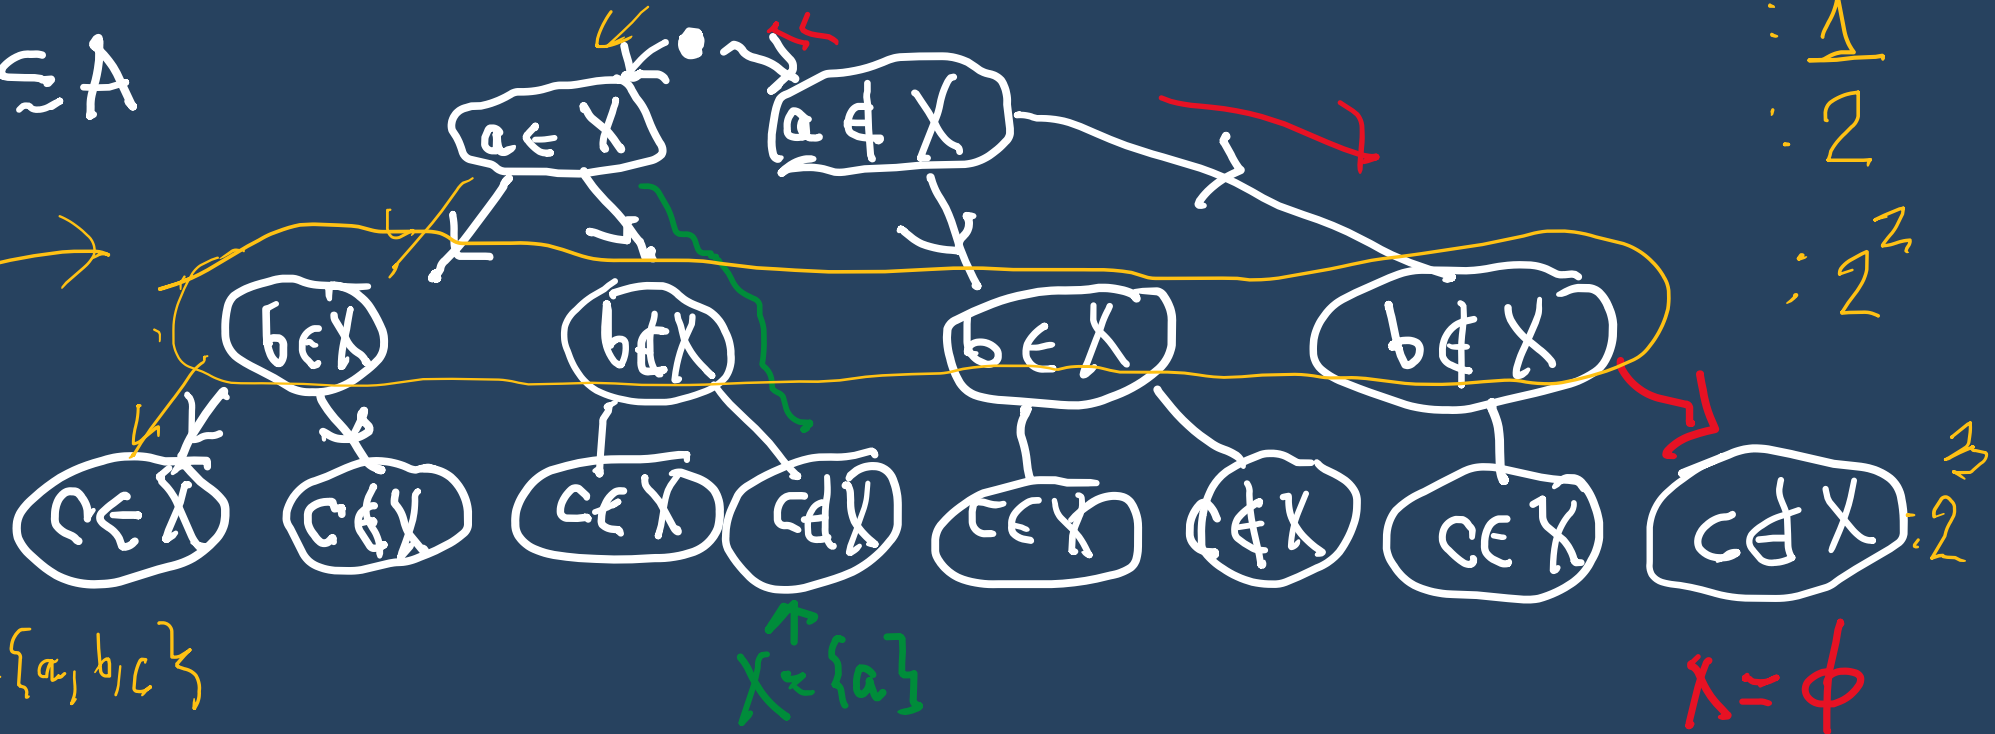 ⊆ A
: 1
a ∈ X a ∉ X : 2
b ∈ X b ∉ X b ∈ X b ∉ X : 2²
c ∈ X c ∉ X c ∈ X c ∉ X c ∈ X c ∉ X c ∈ X c ∉ X : 2³
{a, b, c} X = {a} X = ϕ